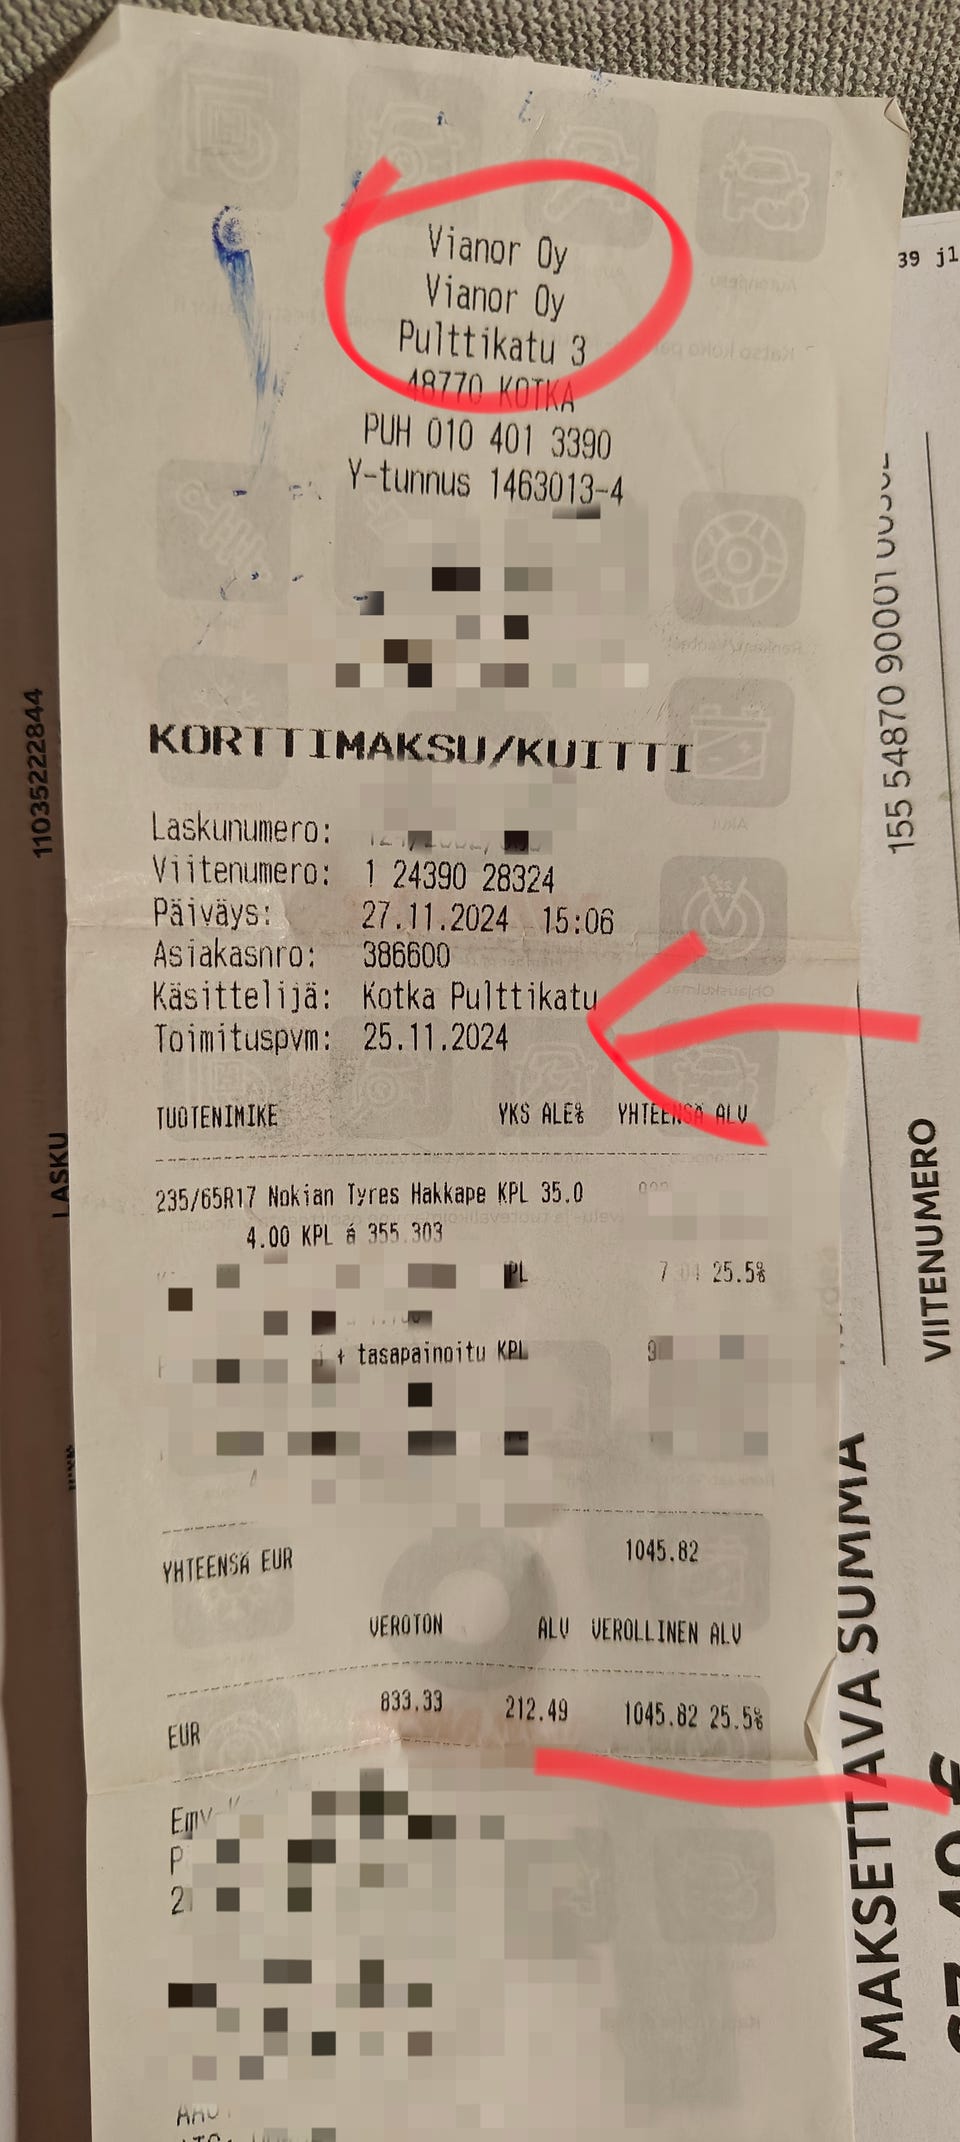 Vianor Oy
Vianor Oy
Pulttikatu 3
48770 KOTKA
PUH 010 401 3390
Y-tunnus 1463013-4
KORTTIMAKSU/KUITTI
Laskunumero:
Viitenumero: 1 24390 28324
Päiväys: 27.11.2024 15:06
Asiakasnro: 386600
Käsittelijä: Kotka Pulttikatu
Toimituspvm: 25.11.2024
TUOTENIMIKE YKS ALE% YHTEENSÄ ALV
235/65R17 Nokian Tyres Hakkape KPL 35.0
4.00 KPL á 355.303
25.5%
+ tasapainoitu KPL
YHTEENSÄ EUR 1045.82
VEROTON ALV VEROLLINEN ALV
EUR 833.33 212.49 1045.82 25.5%
11035222844
LASKU
39
155 54870 90001
VIITENUMERO
MAKSETTAVA SUMMA